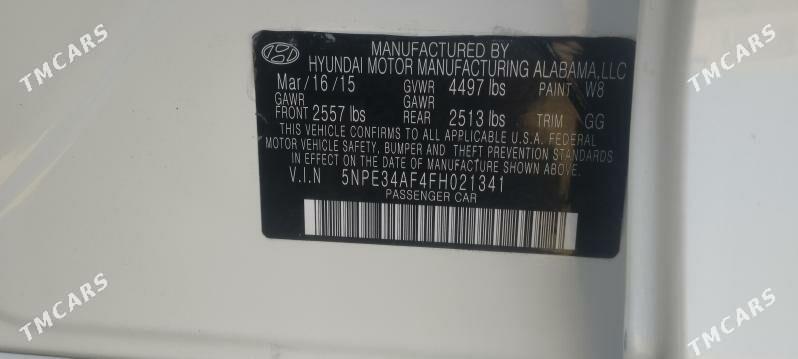 MANUFACTURED BY
HYUNDAI MOTOR MANUFACTURING ALABAMA,LLC
Mar/16/15 GVWR 4497 lbs PAINT W8
GAWR GAWR
FRONT 2557 lbs REAR 2513 lbs TRIM GG
THIS VEHICLE CONFIRMS TO ALL APPLICABLE U.S.A. FEDERAL
MOTOR VEHICLE SAFETY, BUMPER AND THEFT PREVENTION STANDARDS
IN EFFECT ON THE DATE OF MANUFACTURE SHOWN ABOVE.
V.I.N 5NPE34AF4FH021341
PASSENGER CAR
TMCARS
TMCARS
TMCARS
TMCARS